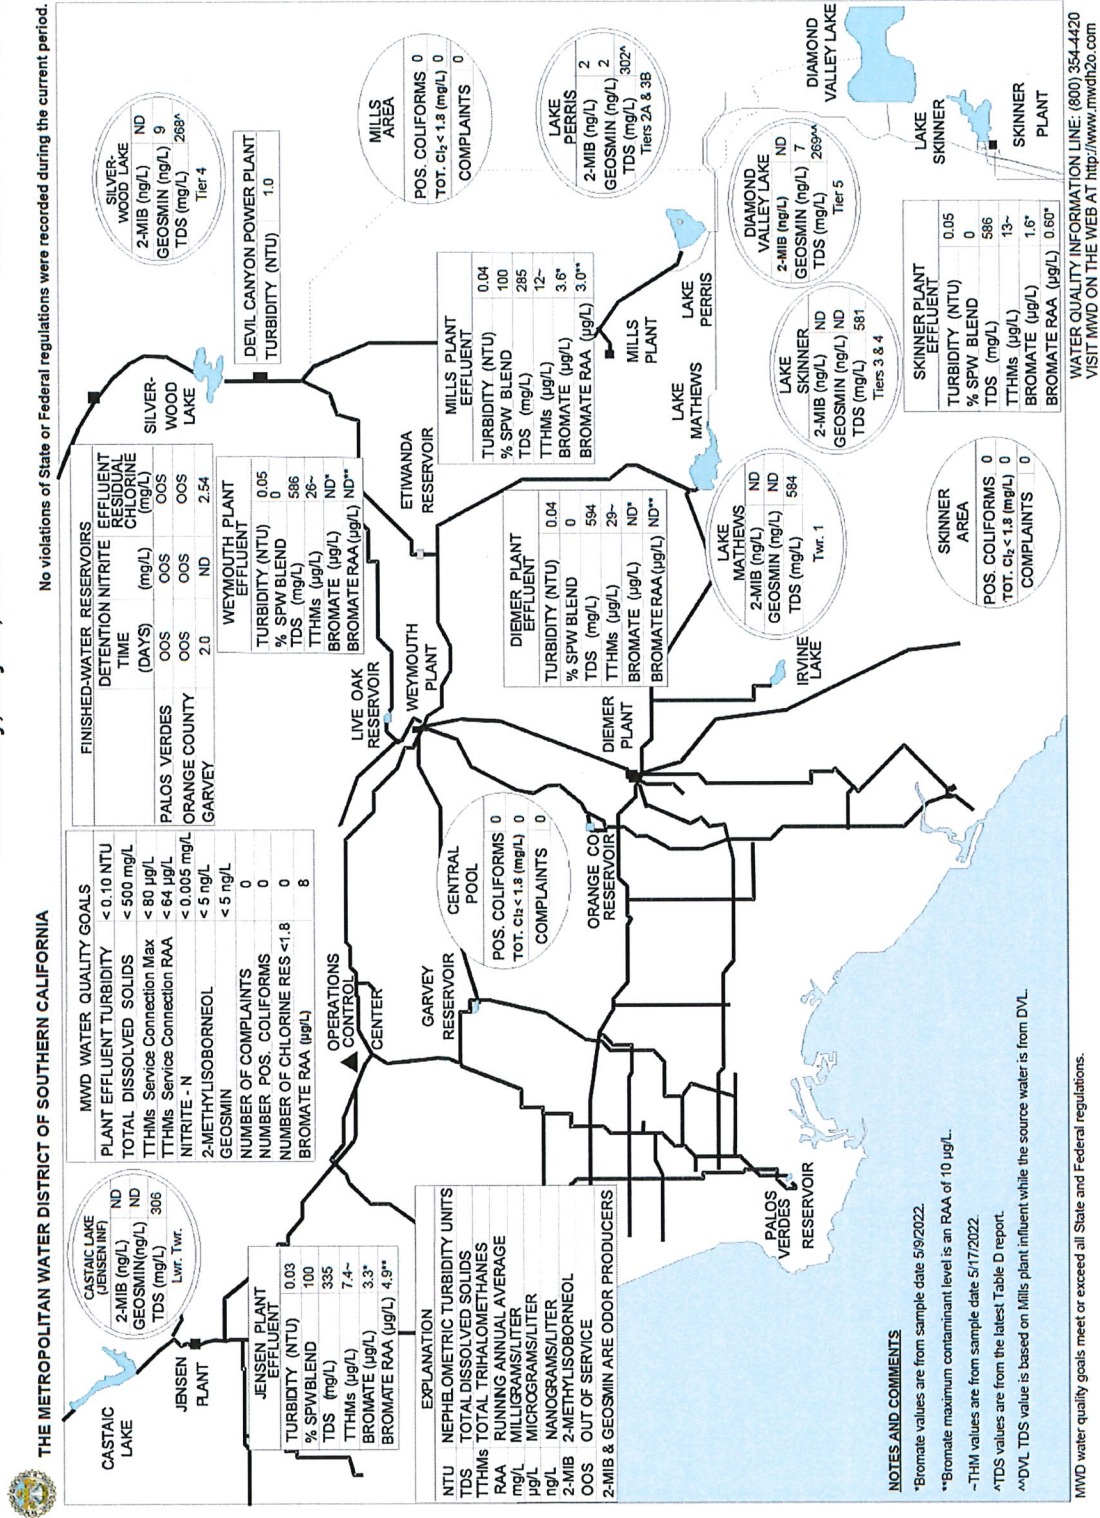 THE METROPOLITAN WATER DISTRICT OF SOUTHERN CALIFORNIA
No violations of State or Federal regulations were recorded during the current period.
CASTAIC LAKE
(JENSEN INF)
2-MIB (ng/L) ND
GEOSMIN(ng/L) ND
TDS (mg/L) 306
Lwr. Twr.
CASTAIC
LAKE
JENSEN
PLANT
JENSEN PLANT
EFFLUENT
TURBIDITY (NTU) 0.03
% SPWBLEND 100
TDS (mg/L) 335
TTHMs (µg/L) 7.4~
BROMATE (µg/L) 3.3*
BROMATE RAA (µg/L) 4.9**
MWD WATER QUALITY GOALS
PLANT EFFLUENT TURBIDITY < 0.10 NTU
TOTAL DISSOLVED SOLIDS < 500 mg/L
TTHMs Service Connection Max < 80 µg/L
TTHMs Service Connection RAA < 64 µg/L
NITRITE - N < 0.005 mg/L
2-METHYLISOBORNEOL < 5 ng/L
GEOSMIN < 5 ng/L
NUMBER OF COMPLAINTS 0
NUMBER POS. COLIFORMS 0
NUMBER OF CHLORINE RES <1.8 0
BROMATE RAA (µg/L) 8
FINISHED-WATER RESERVOIRS
DETENTION TIME (DAYS) NITRITE (mg/L) EFFLUENT RESIDUAL CHLORINE (mg/L)
PALOS VERDES OOS OOS OOS
ORANGE COUNTY OOS OOS OOS
GARVEY 2.0 ND 2.54
WEYMOUTH PLANT
EFFLUENT
TURBIDITY (NTU) 0.05
% SPW BLEND 0
TDS (mg/L) 586
TTHMs (µg/L) 26~
BROMATE (µg/L) ND*
BROMATE RAA (µg/L) ND**
SILVER-
WOOD
LAKE
SILVER-
WOOD LAKE
2-MIB (ng/L) ND
GEOSMIN (ng/L) 9
TDS (mg/L) 268^
Tier 4
DEVIL CANYON POWER PLANT
TURBIDITY (NTU) 1.0
MILLS
AREA
POS. COLIFORMS 0
TOT. Cl₂ < 1.8 (mg/L) 0
COMPLAINTS 0
OPERATIONS
CONTROL
CENTER
LIVE OAK
RESERVOIR
WEYMOUTH
PLANT
ETIWANDA
RESERVOIR
GARVEY
RESERVOIR
CENTRAL
POOL
POS. COLIFORMS 0
TOT. Cl₂ < 1.8 (mg/L) 0
COMPLAINTS 0
MILLS PLANT
EFFLUENT
TURBIDITY (NTU) 0.04
% SPW BLEND 100
TDS (mg/L) 285
TTHMs (µg/L) 12~
BROMATE (µg/L) 3.6*
BROMATE RAA (µg/L) 3.0**
LAKE
PERRIS
2-MIB (ng/L) 2
GEOSMIN (ng/L) 2
TDS (mg/L) 302^
Tiers 2A & 3B
EXPLANATION
NTU NEPHELOMETRIC TURBIDITY UNITS
TDS TOTAL DISSOLVED SOLIDS
TTHMs TOTAL TRIHALOMETHANES
RAA RUNNING ANNUAL AVERAGE
mg/L MILLIGRAMS/LITER
µg/L MICROGRAMS/LITER
ng/L NANOGRAMS/LITER
2-MIB 2-METHYLISOBORNEOL
OOS OUT OF SERVICE
2-MIB & GEOSMIN ARE ODOR PRODUCERS
ORANGE CO
RESERVOIR
DIEMER
PLANT
DIEMER PLANT
EFFLUENT
TURBIDITY (NTU) 0.04
% SPW BLEND 0
TDS (mg/L) 594
TTHMs (µg/L) 29~
BROMATE (µg/L) ND*
BROMATE RAA (µg/L) ND**
MILLS
PLANT
LAKE
PERRIS
LAKE
MATHEWS
LAKE
MATHEWS
2-MIB (ng/L) ND
GEOSMIN (ng/L) ND
TDS (mg/L) 584
Twr. 1
LAKE
SKINNER
2-MIB (ng/L) ND
GEOSMIN (ng/L) ND
TDS (mg/L) 581
Tiers 3 & 4
DIAMOND
VALLEY LAKE
2-MIB (ng/L) ND
GEOSMIN (ng/L) 7
TDS (mg/L) 269^^
Tier 5
DIAMOND
VALLEY LAKE
LAKE
SKINNER
SKINNER
PLANT
IRVINE
LAKE
PALOS
VERDES
RESERVOIR
SKINNER
AREA
POS. COLIFORMS 0
TOT. Cl₂ < 1.8 (mg/L) 0
COMPLAINTS 0
SKINNER PLANT
EFFLUENT
TURBIDITY (NTU) 0.05
% SPW BLEND 0
TDS (mg/L) 586
TTHMs (µg/L) 13~
BROMATE (µg/L) 1.6*
BROMATE RAA (µg/L) 0.60*
NOTES AND COMMENTS
*Bromate values are from sample date 5/9/2022.
**Bromate maximum contaminant level is an RAA of 10 µg/L.
~THM values are from sample date 5/17/2022.
^TDS values are from the latest Table D report.
^^DVL TDS value is based on Mills plant influent while the source water is from DVL.
MWD water quality goals meet or exceed all State and Federal regulations.
WATER QUALITY INFORMATION LINE: (800) 354-4420
VISIT MWD ON THE WEB AT http://www.mwdh2o.com